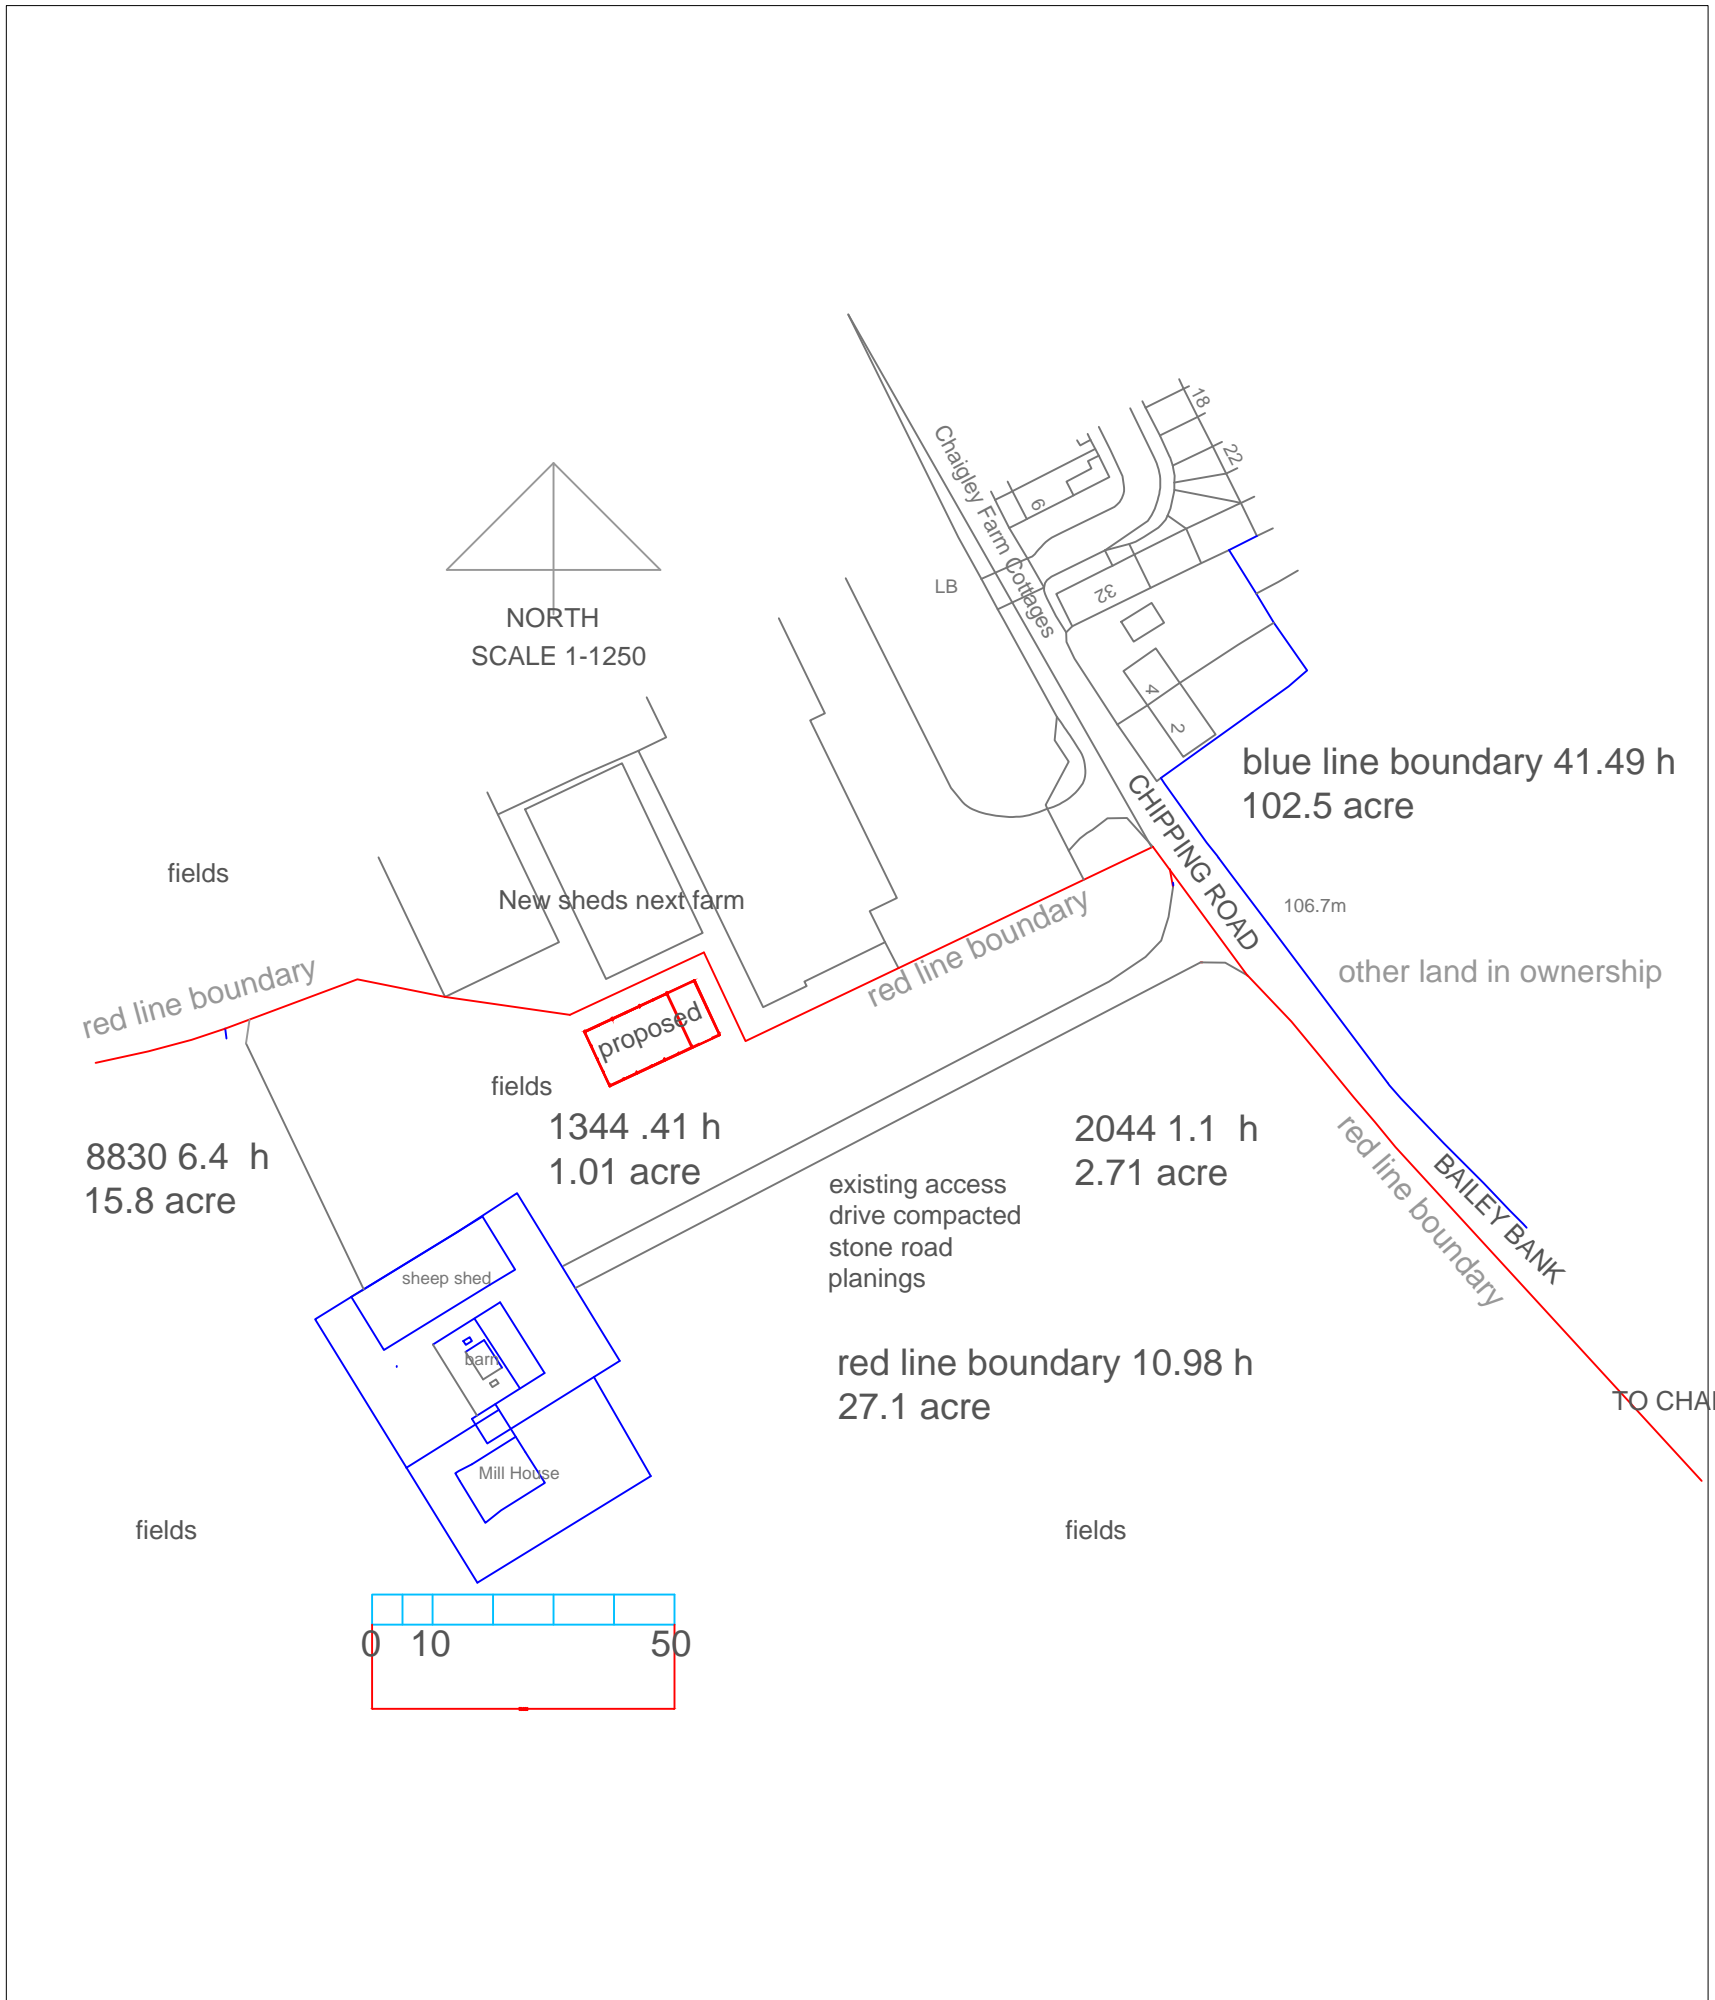 18
22
Chaigley Farm Cottages
6
LB
32
NORTH
SCALE 1-1250
4
2
blue line boundary 41.49 h
102.5 acre
CHIPPING ROAD
fields
New sheds next farm
106.7m
red line boundary
other land in ownership
red line boundary
proposed
fields
1344 .41 h
1.01 acre
2044 1.1 h
2.71 acre
8830 6.4 h
15.8 acre
red line boundary
BAILEY BANK
existing access
drive compacted
stone road
planings
sheep shed
barn
red line boundary 10.98 h
27.1 acre
TO CHAI
Mill House
fields
fields
0 10 50